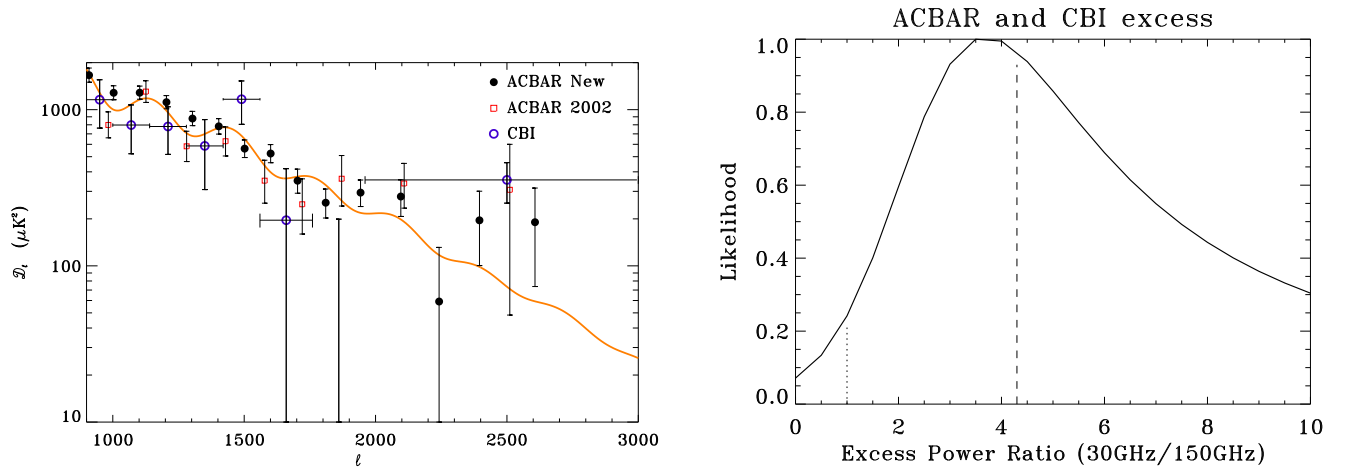 ACBAR and CBI excess
ACBAR New
ACBAR 2002
CBI
1000
100
10
𝒟ℓ (μK²)
1000 1500 2000 2500 3000
ℓ
1.0
0.8
0.6
0.4
0.2
0.0
Likelihood
0 2 4 6 8 10
Excess Power Ratio (30GHz/150GHz)